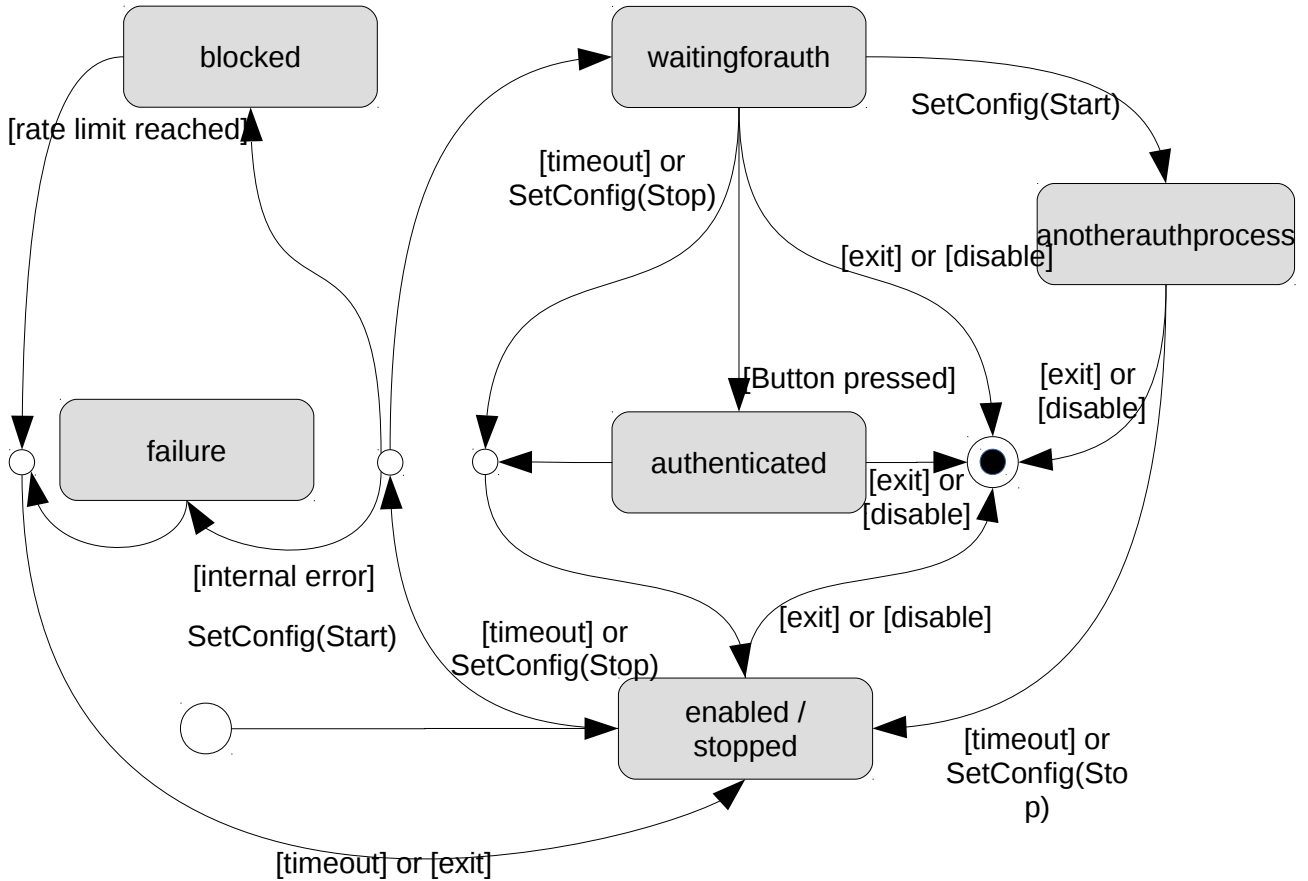 blocked
waitingforauth
SetConfig(Start)
[rate limit reached]
[timeout] or
SetConfig(Stop)
anotherauthprocess
[exit] or [disable]
[Button pressed]
[exit] or
[disable]
failure
authenticated
[exit] or
[disable]
[internal error]
SetConfig(Start)
[timeout] or
SetConfig(Stop)
[exit] or [disable]
enabled /
stopped
[timeout] or
SetConfig(Sto
p)
[timeout] or [exit]